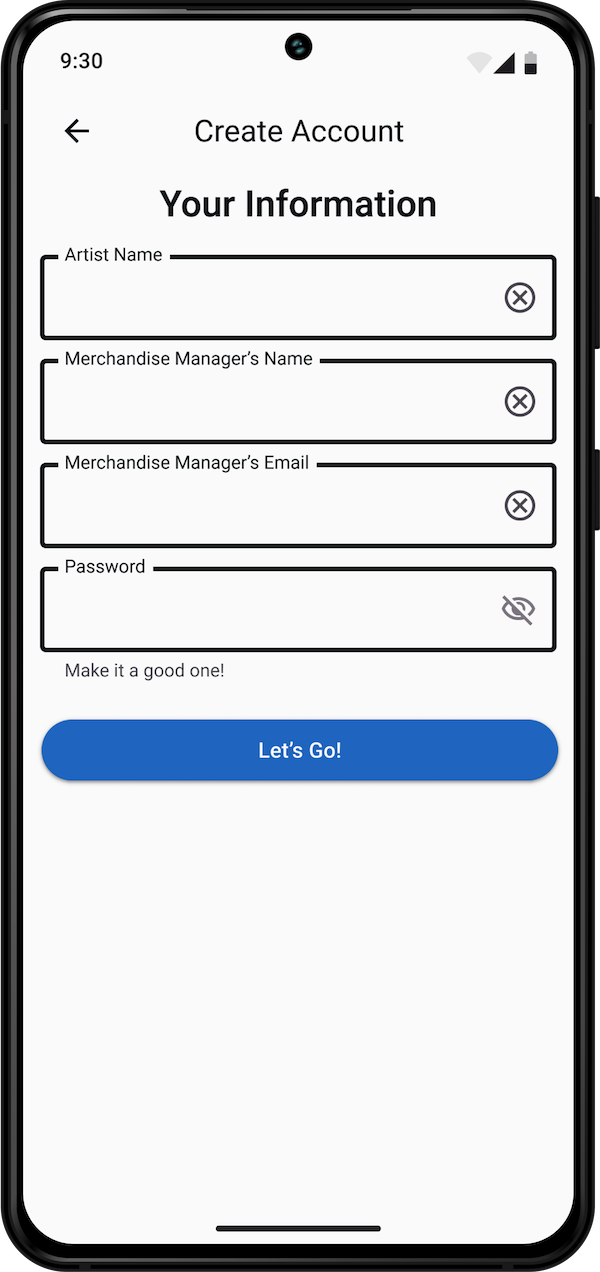 9:30
Create Account
Your Information
Artist Name
Merchandise Manager’s Name
Merchandise Manager’s Email
Password
Make it a good one!
Let’s Go!